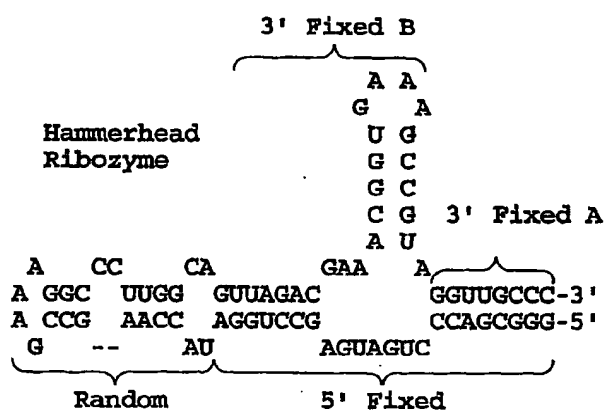 3' Fixed B
A A
G A
Hammerhead
U G
Ribozyme
G C
G C
C G
3' Fixed A
A U
A CC CA GAA A
A GGC UUGG GUUAGAC GGUUGCCC-3'
A CCG AACC AGGUCCG CCAGCGGG-5'
G -- AU AGUAGUC
Random
5' Fixed